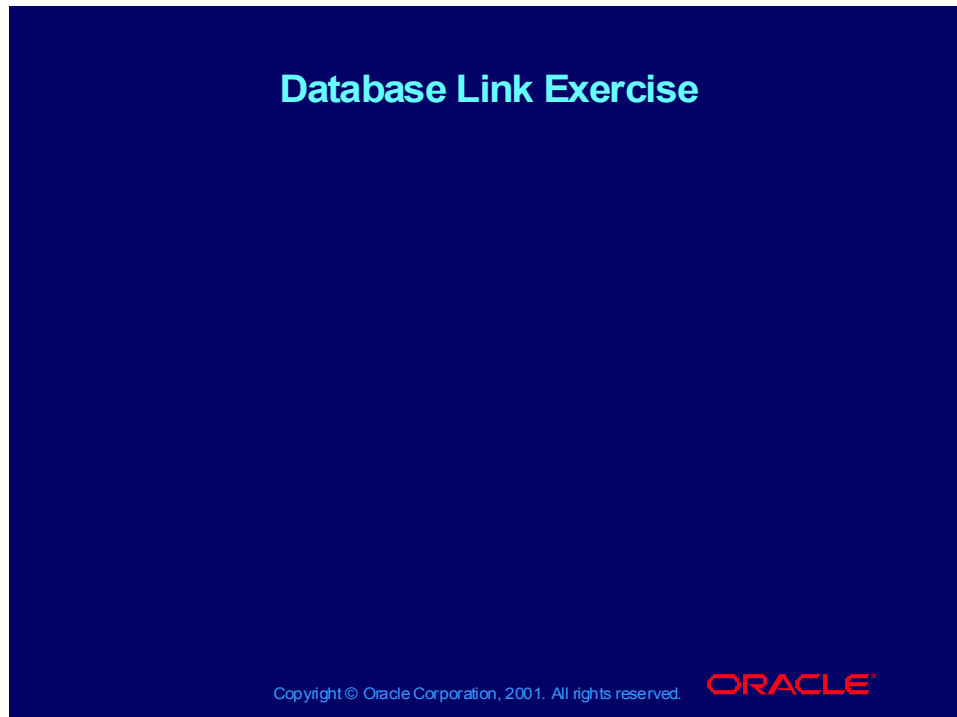 Database Link Exercise
Copyright © Oracle Corporation, 2001. All rights reserved.
ORACLE®